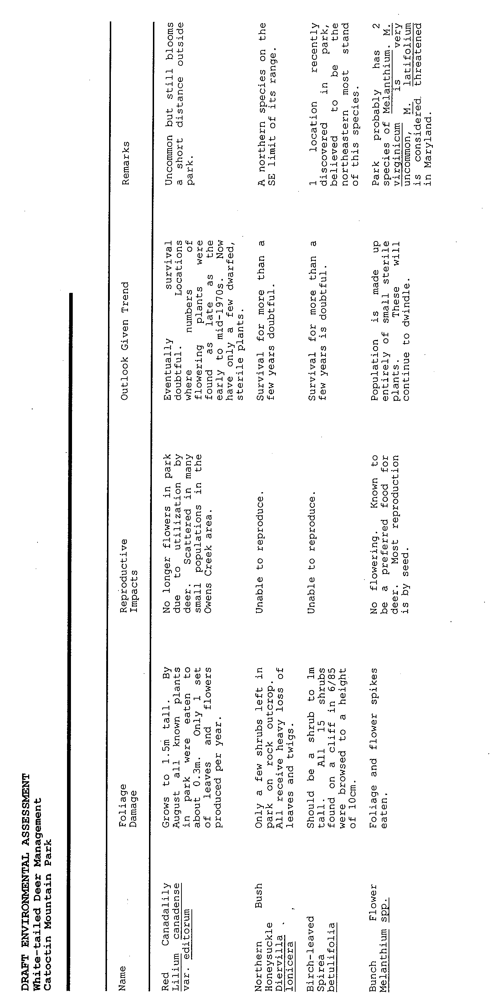 DRAFT ENVIRONMENTAL ASSESSMENT
White-tailed Deer Management
Catoctin Mountain Park
Name
Foliage
Damage
Reproductive
Impacts
Outlook Given Trend
Remarks
Red Canadalily
Lilium canadense
var. editorum
Grows to 1.5m tall. By
August all known plants
in park were eaten to
about 0.3m. Only 1 set
of leaves and flowers
produced per year.
No longer flowers in park
due to utilization by
deer. Scattered in many
small populations in the
Owens Creek area.
Eventually survival
doubtful. Locations
where numbers of
flowering plants were
found as late as the
early to mid-1970s. Now
have only a few dwarfed,
sterile plants.
Uncommon but still blooms
a short distance outside
park.
Northern Bush
Honeysuckle
Diervilla
lonicera
Only a few shrubs left in
park on rock outcrop.
All receive heavy loss of
leaves and twigs.
Unable to reproduce.
Survival for more than a
few years doubtful.
A northern species on the
SE limit of its range.
Birch-leaved
Spirea
betulifolia
Should be a shrub to 1m
tall. All 15 shrubs
found on a cliff in 6/85
were browsed to a height
of 10cm.
Unable to reproduce.
Survival for more than a
few years is doubtful.
1 location recently
discovered in park,
believed to be the
northeastern most stand
of this species.
Bunch Flower
Melanthium spp.
Foliage and flower spikes
eaten.
No flowering. Known to
be a preferred food for
deer. Most reproduction
is by seed.
Population is made up
entirely of small sterile
plants. These will
continue to dwindle.
Park probably has 2
species of Melanthium. M.
virginicum is very
uncommon, M. latifolium
is considered threatened
in Maryland.